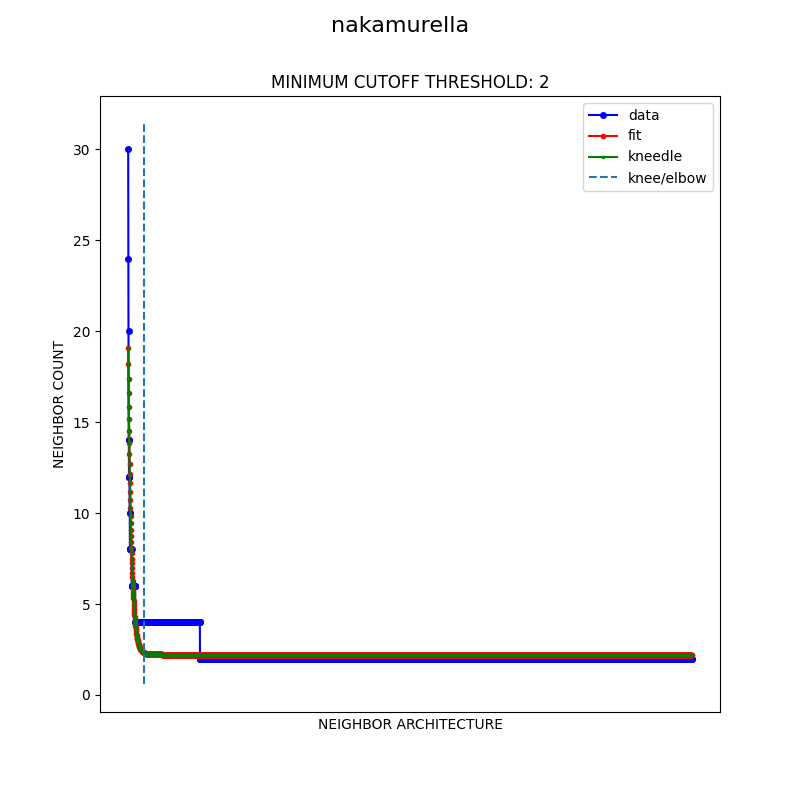 nakamurella
MINIMUM CUTOFF THRESHOLD: 2
data
fit
kneedle
knee/elbow
30
25
20
15
10
5
0
NEIGHBOR COUNT
NEIGHBOR ARCHITECTURE